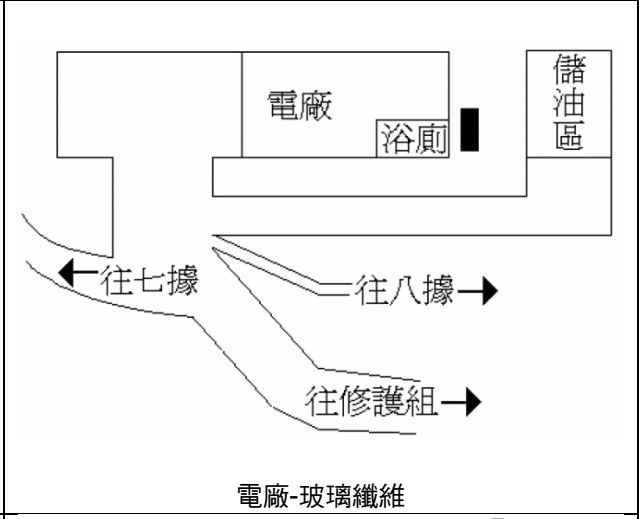 電廠
儲油區
浴廁
往七據
往八據
往修護組
電廠-玻璃纖維